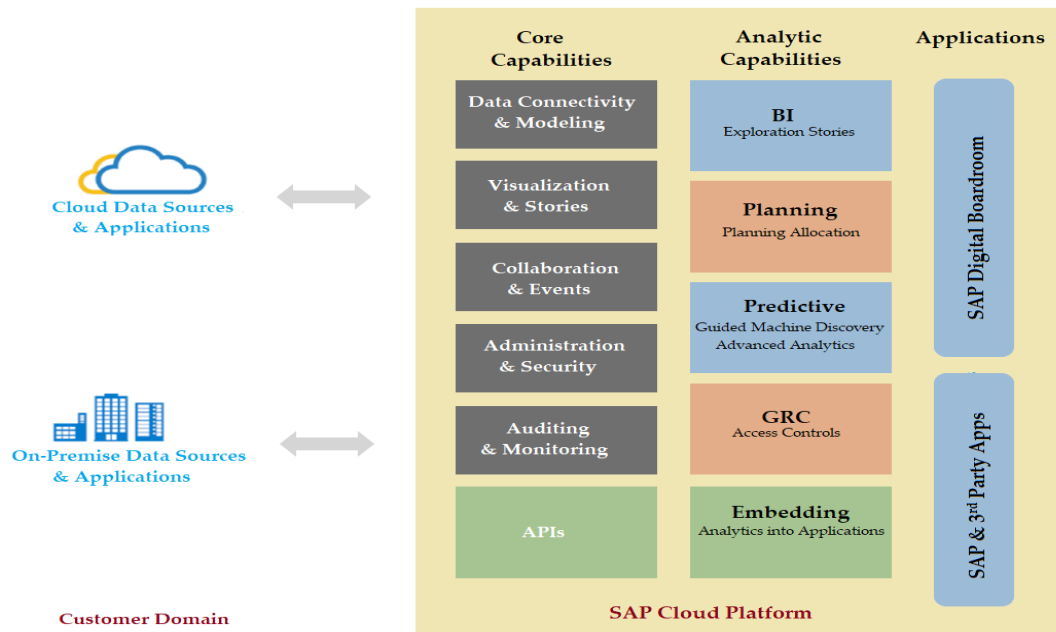 Cloud Data Sources
& Applications
On-Premise Data Sources
& Applications
Customer Domain
Core
Capabilities
Data Connectivity
& Modeling
Visualization
& Stories
Collaboration
& Events
Administration
& Security
Auditing
& Monitoring
APIs
Analytic
Capabilities
BI
Exploration Stories
Planning
Planning Allocation
Predictive
Guided Machine Discovery
Advanced Analytics
GRC
Access Controls
Embedding
Analytics into Applications
Applications
SAP Digital Boardroom
SAP & 3rd Party Apps
SAP Cloud Platform